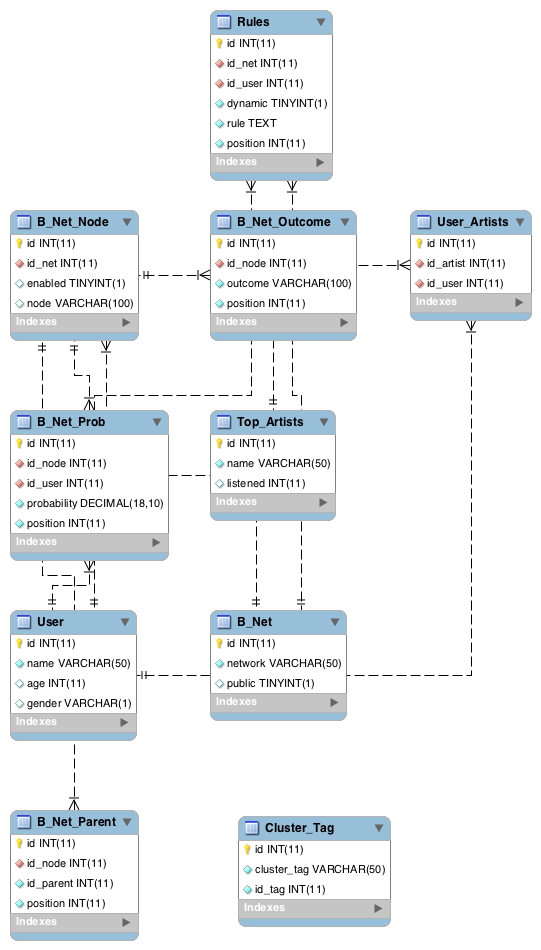 Rules
id INT(11)
id_net INT(11)
id_user INT(11)
dynamic TINYINT(1)
rule TEXT
position INT(11)
Indexes
B_Net_Node
id INT(11)
id_net INT(11)
enabled TINYINT(1)
node VARCHAR(100)
Indexes
B_Net_Outcome
id INT(11)
id_node INT(11)
outcome VARCHAR(100)
position INT(11)
Indexes
User_Artists
id INT(11)
id_artist INT(11)
id_user INT(11)
Indexes
B_Net_Prob
id INT(11)
id_node INT(11)
id_user INT(11)
probability DECIMAL(18,10)
position INT(11)
Indexes
Top_Artists
id INT(11)
name VARCHAR(50)
listened INT(11)
Indexes
User
id INT(11)
name VARCHAR(50)
age INT(11)
gender VARCHAR(1)
Indexes
B_Net
id INT(11)
network VARCHAR(50)
public TINYINT(1)
Indexes
B_Net_Parent
id INT(11)
id_node INT(11)
id_parent INT(11)
position INT(11)
Indexes
Cluster_Tag
id INT(11)
cluster_tag VARCHAR(50)
id_tag INT(11)
Indexes